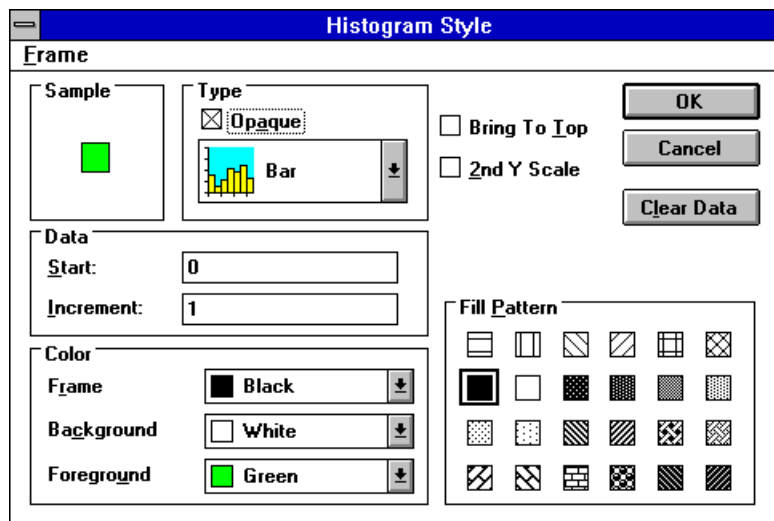 Histogram Style
Frame
Sample
Type
Opaque
Bar
Bring To Top
2nd Y Scale
OK
Cancel
Clear Data
Data
Start: 0
Increment: 1
Color
Frame Black
Background White
Foreground Green
Fill Pattern